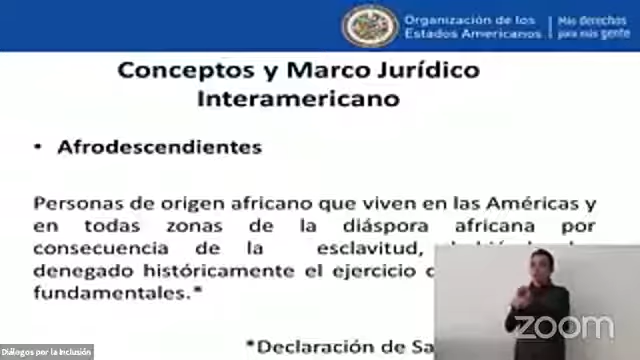 Organización de los
Estados Americanos
Más derechos
para más gente
Conceptos y Marco Jurídico
Interamericano
• Afrodescendientes
Personas de origen africano que viven en las Américas y
en todas zonas de la diáspora africana por
consecuencia de la esclavitud,
denegado históricamente el ejercicio
fundamentales.*
*Declaración de Sa
zoom
Diálogos por la Inclusión